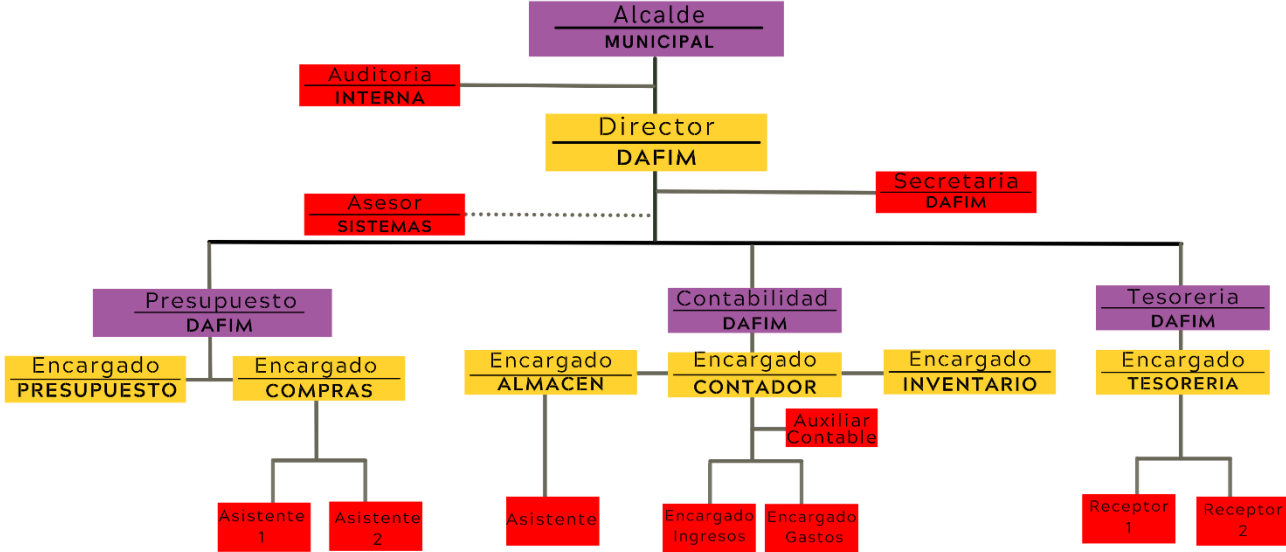 Alcalde
MUNICIPAL
Auditoria
INTERNA
Director
DAFIM
Secretaria
DAFIM
Asesor
SISTEMAS
Presupuesto
DAFIM
Contabilidad
DAFIM
Tesoreria
DAFIM
Encargado
PRESUPUESTO
Encargado
COMPRAS
Encargado
ALMACEN
Encargado
CONTADOR
Encargado
INVENTARIO
Encargado
TESORERIA
Auxiliar
Contable
Asistente
1
Asistente
2
Asistente
Encargado
Ingresos
Encargado
Gastos
Receptor
1
Receptor
2